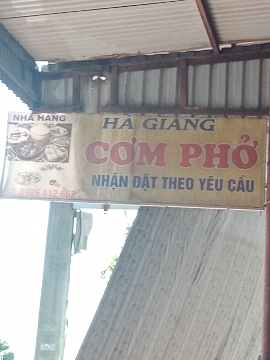 NHÀ HÀNG
HÀ GIANG
CƠM PHỞ
NHẬN ĐẶT THEO YÊU CẦU